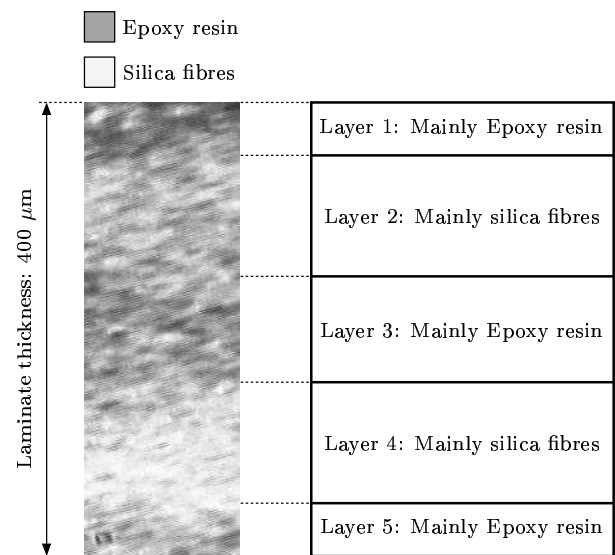 Epoxy resin
Silica fibres
Laminate thickness: 400 μm
Layer 1: Mainly Epoxy resin
Layer 2: Mainly silica fibres
Layer 3: Mainly Epoxy resin
Layer 4: Mainly silica fibres
Layer 5: Mainly Epoxy resin